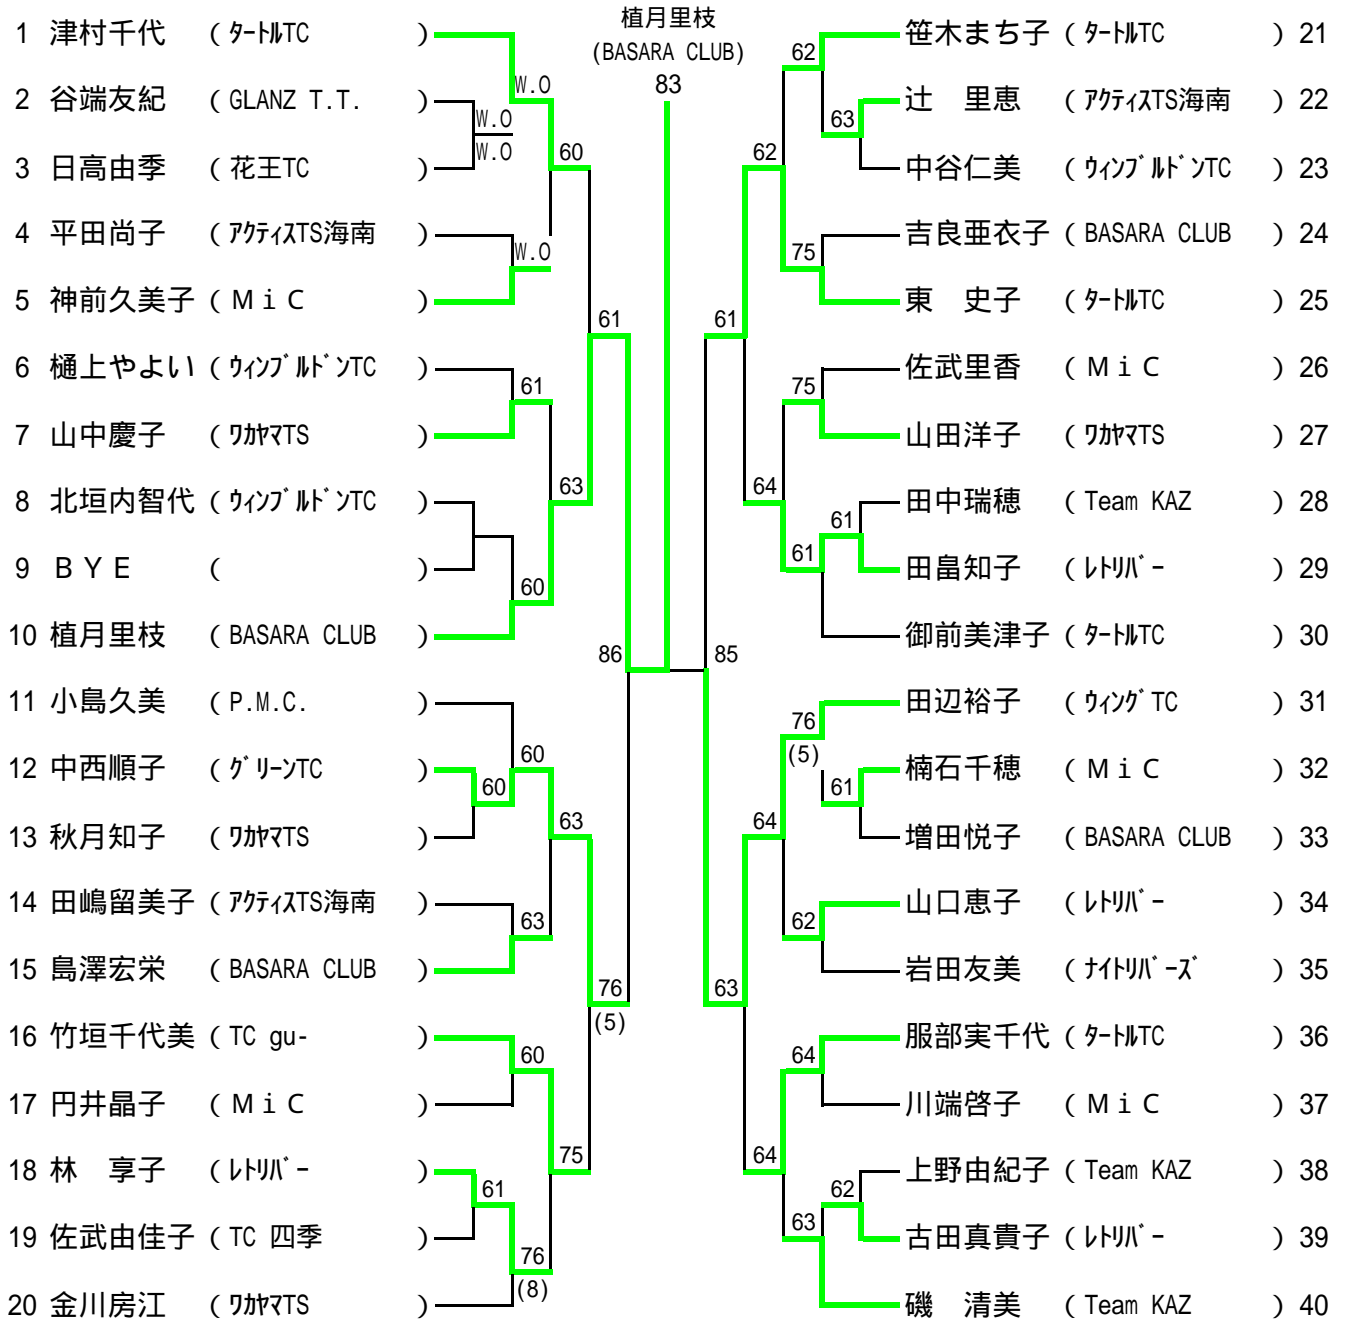 植月里枝
(BASARA CLUB)
83
1 津村千代 ( ﾀｰﾄﾙTC )
2 谷端友紀 ( GLANZ T.T. )
3 日高由季 ( 花王TC )
4 平田尚子 ( ｱｸﾃｨｽTS海南 )
5 神前久美子 ( ＭｉＣ )
6 樋上やよい ( ｳｨﾝﾌﾞﾙﾄﾞﾝTC )
7 山中慶子 ( ﾜｶﾔﾏTS )
8 北垣内智代 ( ｳｨﾝﾌﾞﾙﾄﾞﾝTC )
9 ＢＹＥ ( )
10 植月里枝 ( BASARA CLUB )
11 小島久美 ( P.M.C. )
12 中西順子 ( ｸﾞﾘｰﾝTC )
13 秋月知子 ( ﾜｶﾔﾏTS )
14 田嶋留美子 ( ｱｸﾃｨｽTS海南 )
15 島澤宏栄 ( BASARA CLUB )
16 竹垣千代美 ( TC gu- )
17 円井晶子 ( ＭｉＣ )
18 林　享子 ( ﾚﾄﾘﾊﾞｰ )
19 佐武由佳子 ( TC 四季 )
20 金川房江 ( ﾜｶﾔﾏTS )
W.O
W.O
W.O
60
W.O
61
61
63
60
86
60
60
63
63
76
(5)
60
75
61
76
(8)
笹木まち子 ( ﾀｰﾄﾙTC ) 21
辻　里恵 ( ｱｸﾃｨｽTS海南 ) 22
中谷仁美 ( ｳｨﾝﾌﾞﾙﾄﾞﾝTC ) 23
吉良亜衣子 ( BASARA CLUB ) 24
東　史子 ( ﾀｰﾄﾙTC ) 25
佐武里香 ( ＭｉＣ ) 26
山田洋子 ( ﾜｶﾔﾏTS ) 27
田中瑞穂 ( Team KAZ ) 28
田畠知子 ( ﾚﾄﾘﾊﾞｰ ) 29
御前美津子 ( ﾀｰﾄﾙTC ) 30
田辺裕子 ( ｳｨﾝｸﾞTC ) 31
楠石千穂 ( ＭｉＣ ) 32
増田悦子 ( BASARA CLUB ) 33
山口恵子 ( ﾚﾄﾘﾊﾞｰ ) 34
岩田友美 ( ﾅｲﾄﾘﾊﾞｰｽﾞ ) 35
服部実千代 ( ﾀｰﾄﾙTC ) 36
川端啓子 ( ＭｉＣ ) 37
上野由紀子 ( Team KAZ ) 38
古田真貴子 ( ﾚﾄﾘﾊﾞｰ ) 39
磯　清美 ( Team KAZ ) 40
62
63
62
75
61
75
64
61
61
85
76
(5)
61
64
62
63
64
64
62
63